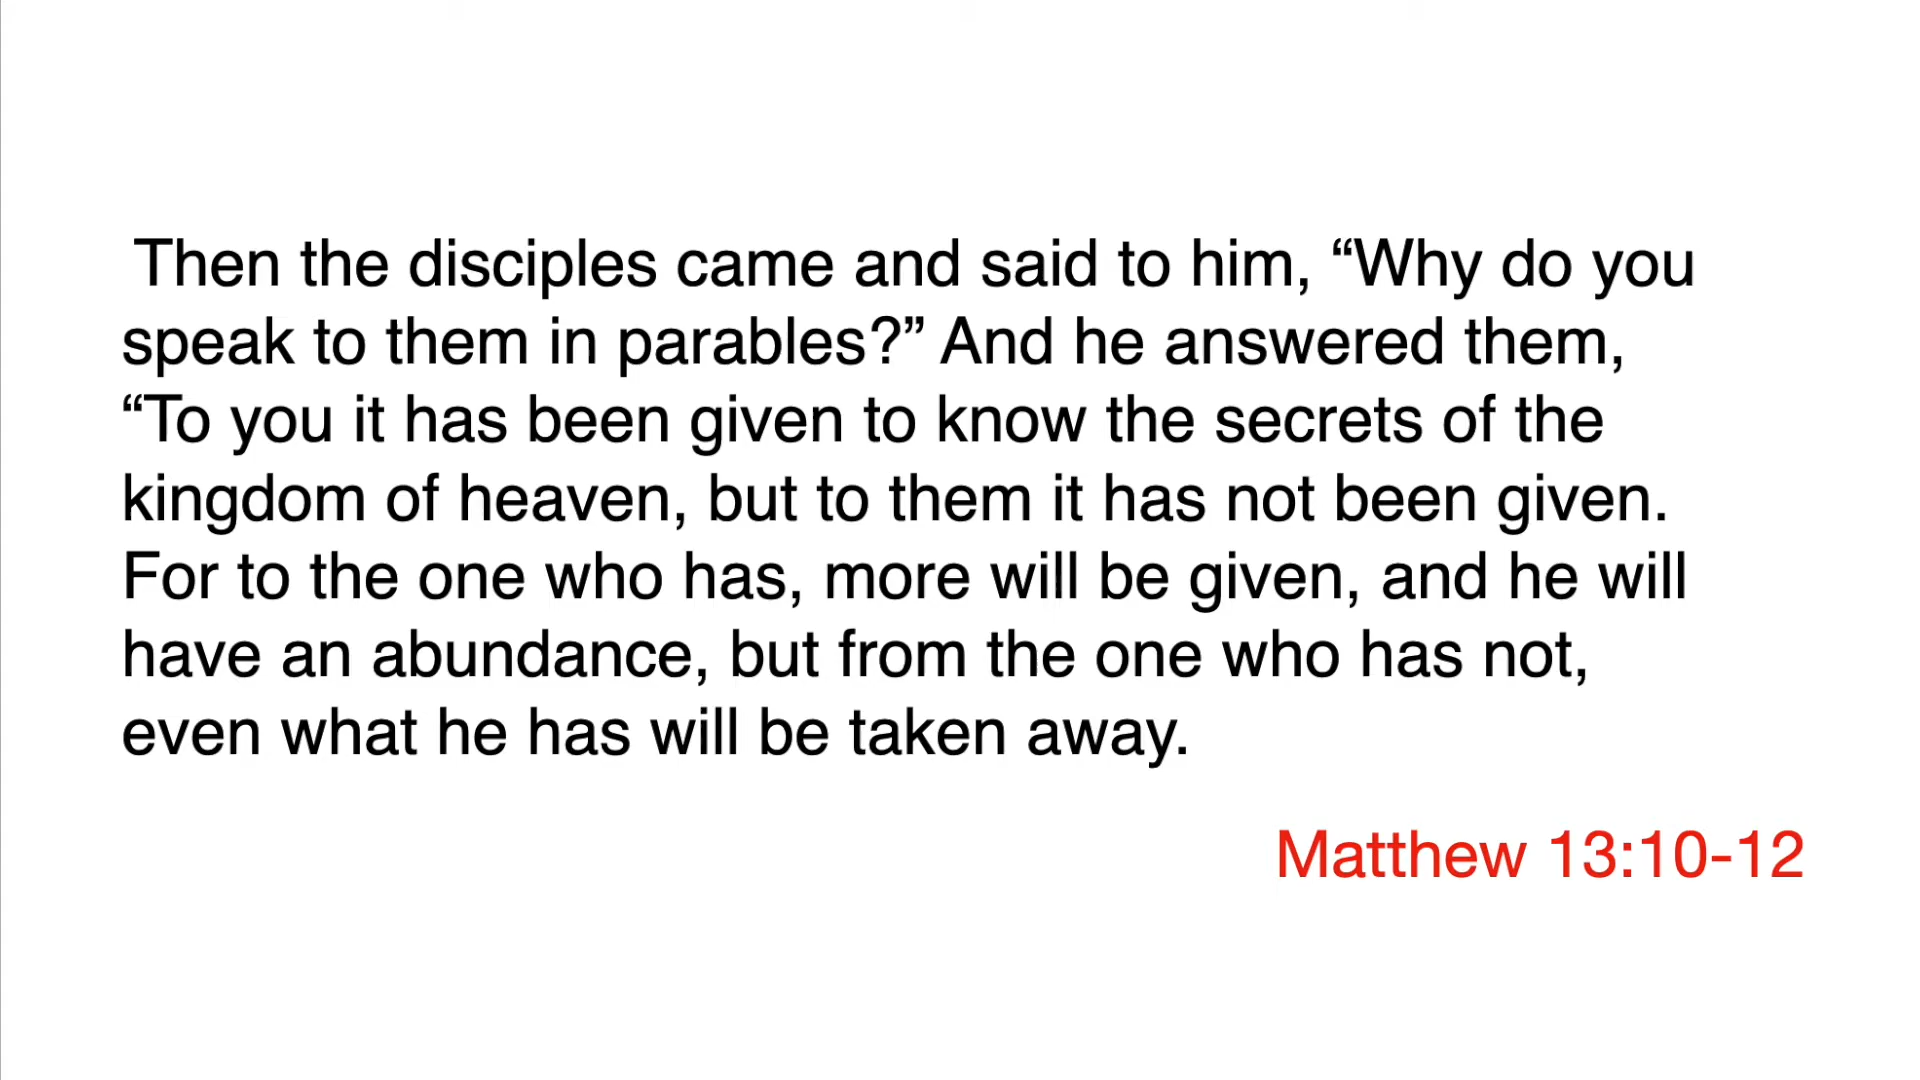 Then the disciples came and said to him, “Why do you
speak to them in parables?” And he answered them,
“To you it has been given to know the secrets of the
kingdom of heaven, but to them it has not been given.
For to the one who has, more will be given, and he will
have an abundance, but from the one who has not,
even what he has will be taken away.
Matthew 13:10-12